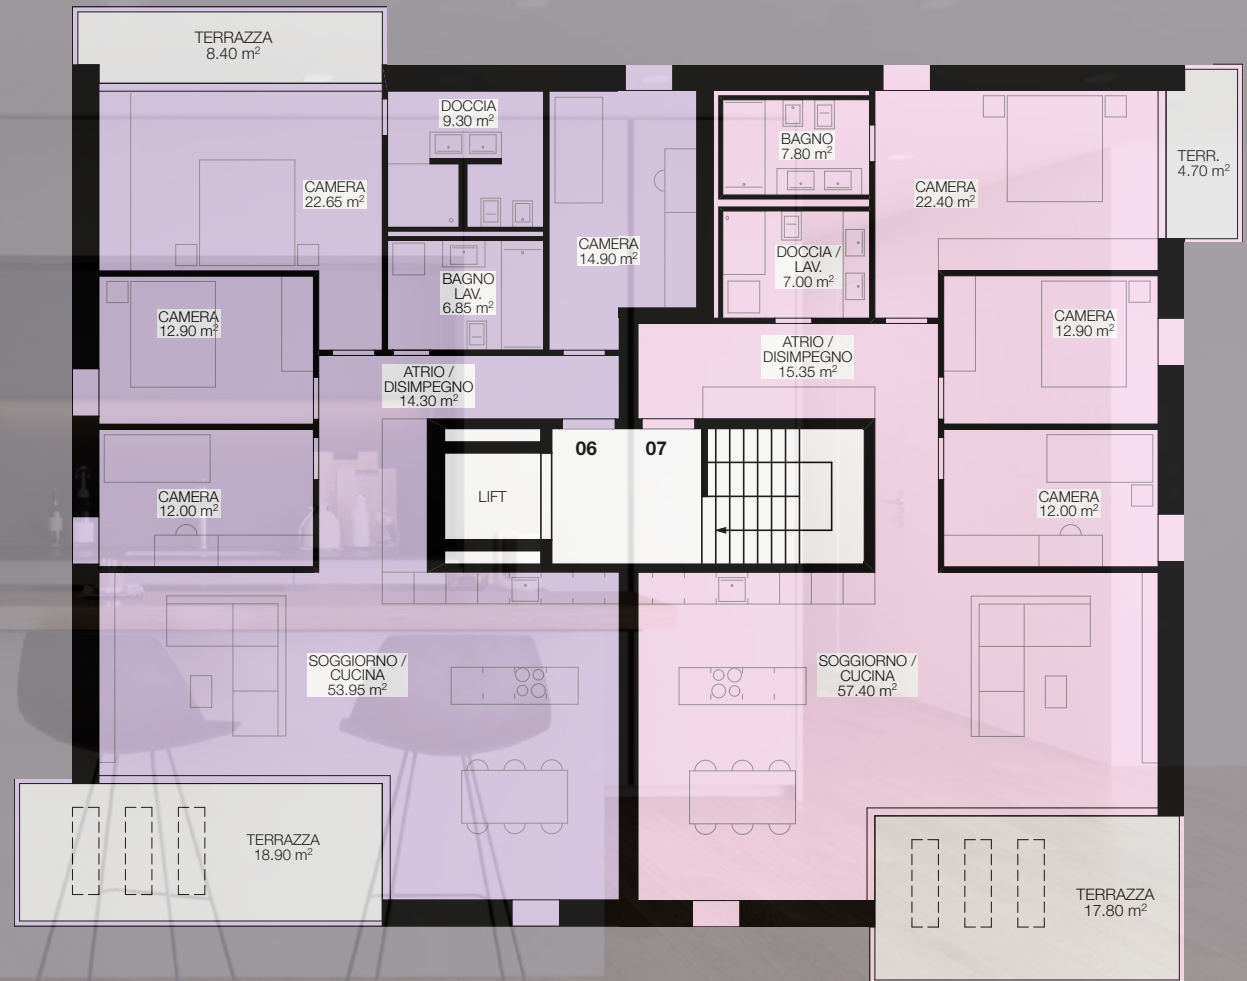 TERRAZZA
8.40 m²
DOCCIA
9.30 m²
BAGNO
7.80 m²
TERR.
4.70 m²
CAMERA
22.65 m²
CAMERA
22.40 m²
CAMERA
14.90 m²
DOCCIA /
LAV.
7.00 m²
BAGNO
LAV.
6.85 m²
CAMERA
12.90 m²
CAMERA
12.90 m²
ATRIO /
DISIMPEGNO
15.35 m²
ATRIO /
DISIMPEGNO
14.30 m²
06
07
LIFT
CAMERA
12.00 m²
CAMERA
12.00 m²
SOGGIORNO /
CUCINA
53.95 m²
SOGGIORNO /
CUCINA
57.40 m²
TERRAZZA
18.90 m²
TERRAZZA
17.80 m²